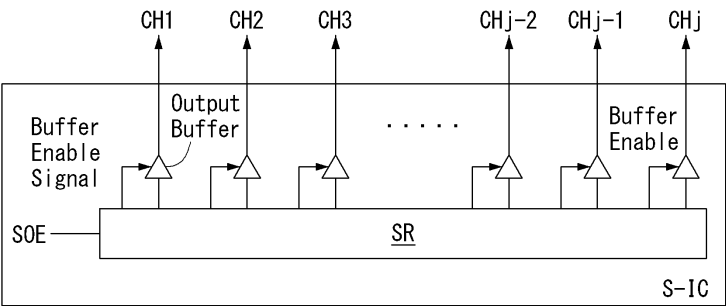 CH1 CH2 CH3 CHj-2 CHj-1 CHj
Output
Buffer
Buffer
Enable
Signal
.....
Buffer
Enable
SOE
SR
S-IC